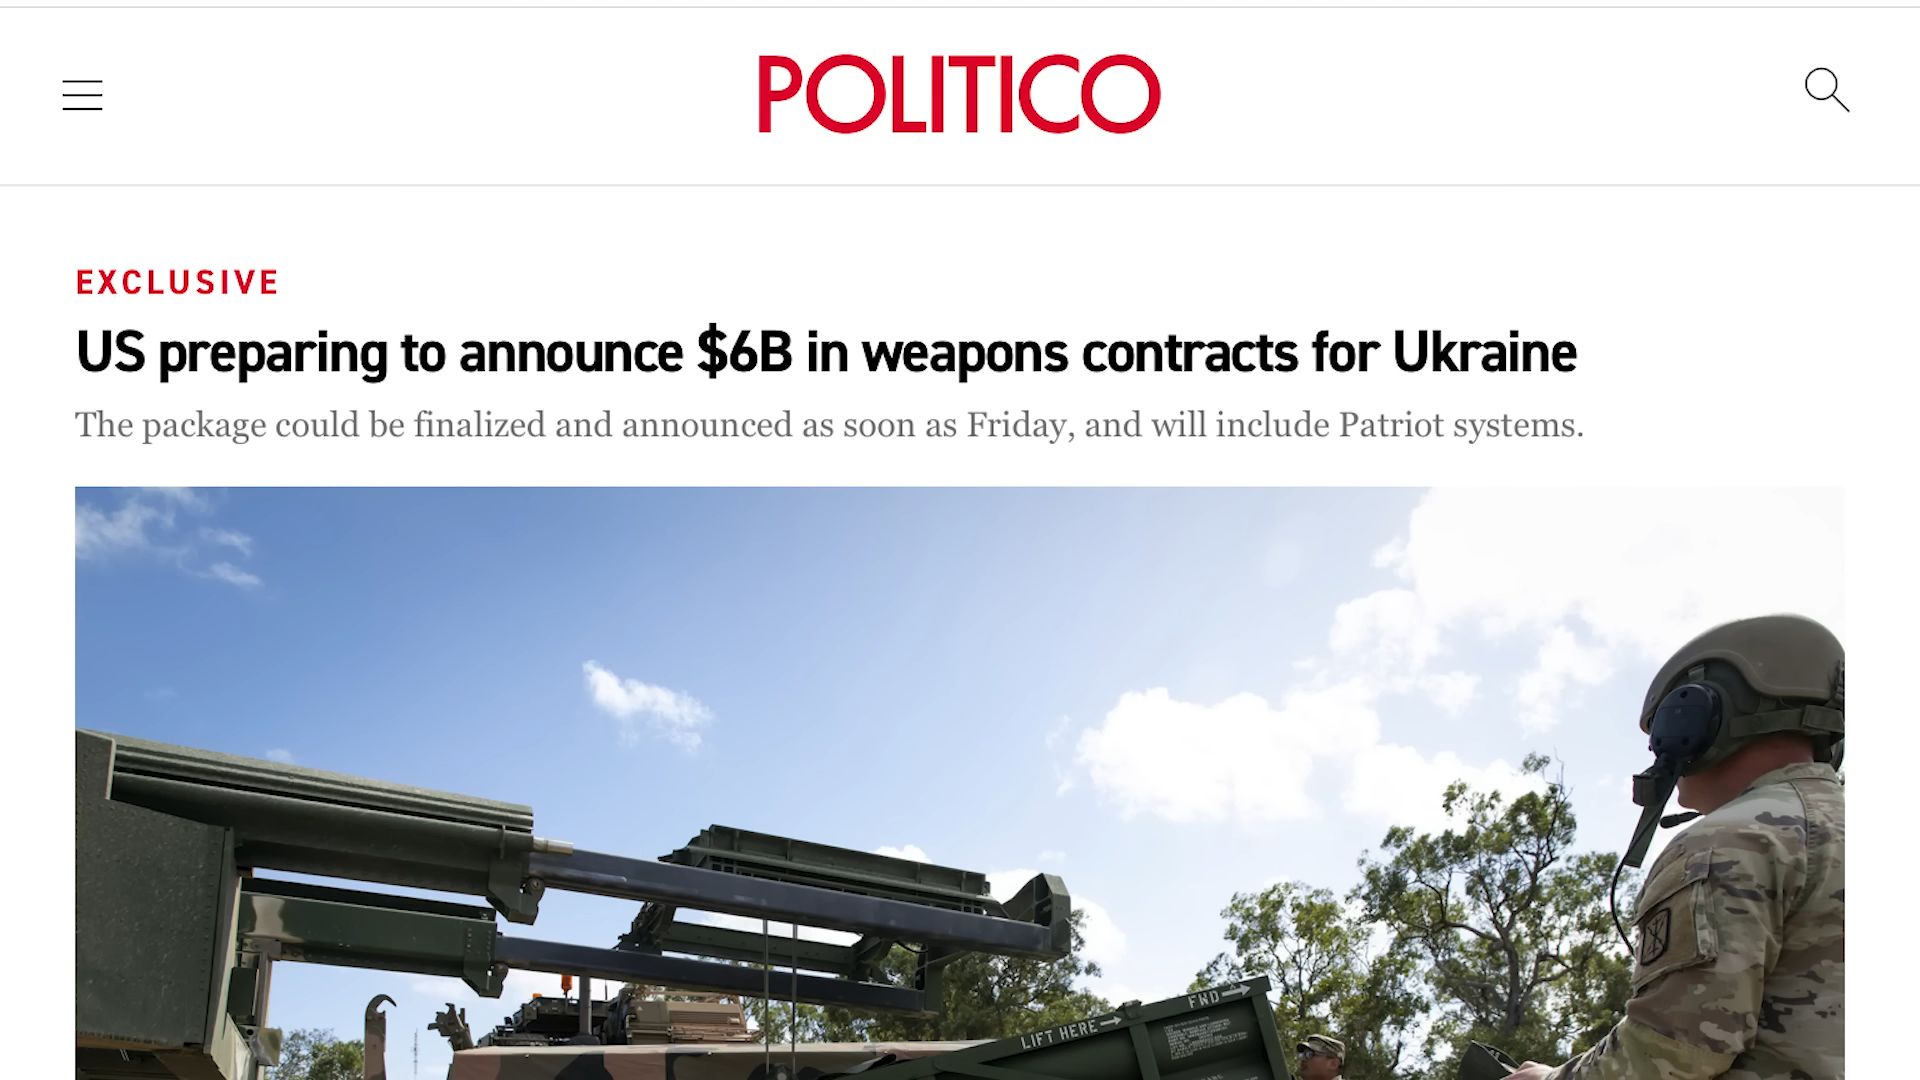 POLITICO
EXCLUSIVE
US preparing to announce $6B in weapons contracts for Ukraine
The package could be finalized and announced as soon as Friday, and will include Patriot systems.
FWD
LIFT HERE